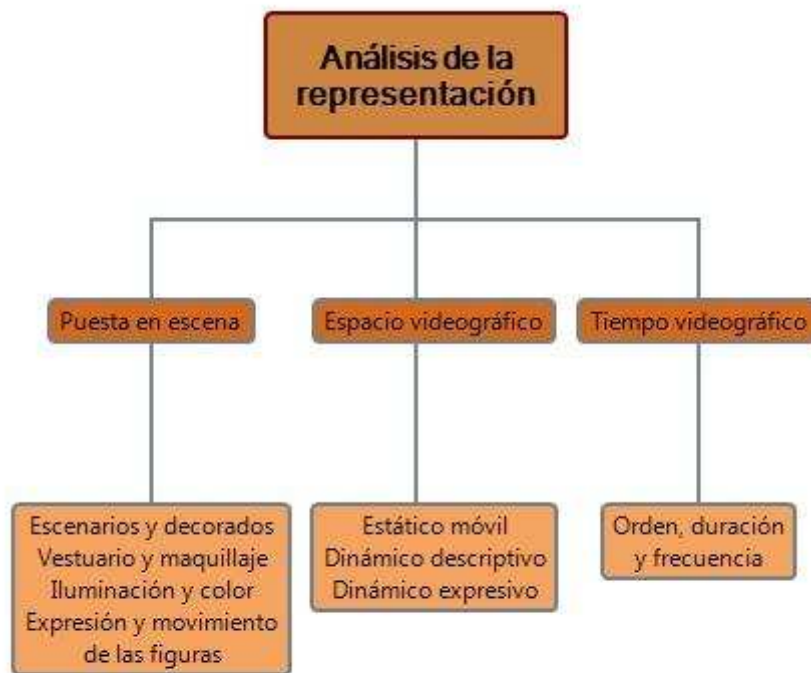 Análisis de la
representación
Puesta en escena
Espacio videográfico
Tiempo videográfico
Escenarios y decorados
Vestuario y maquillaje
Iluminación y color
Expresión y movimiento
de las figuras
Estático móvil
Dinámico descriptivo
Dinámico expresivo
Orden, duración
y frecuencia